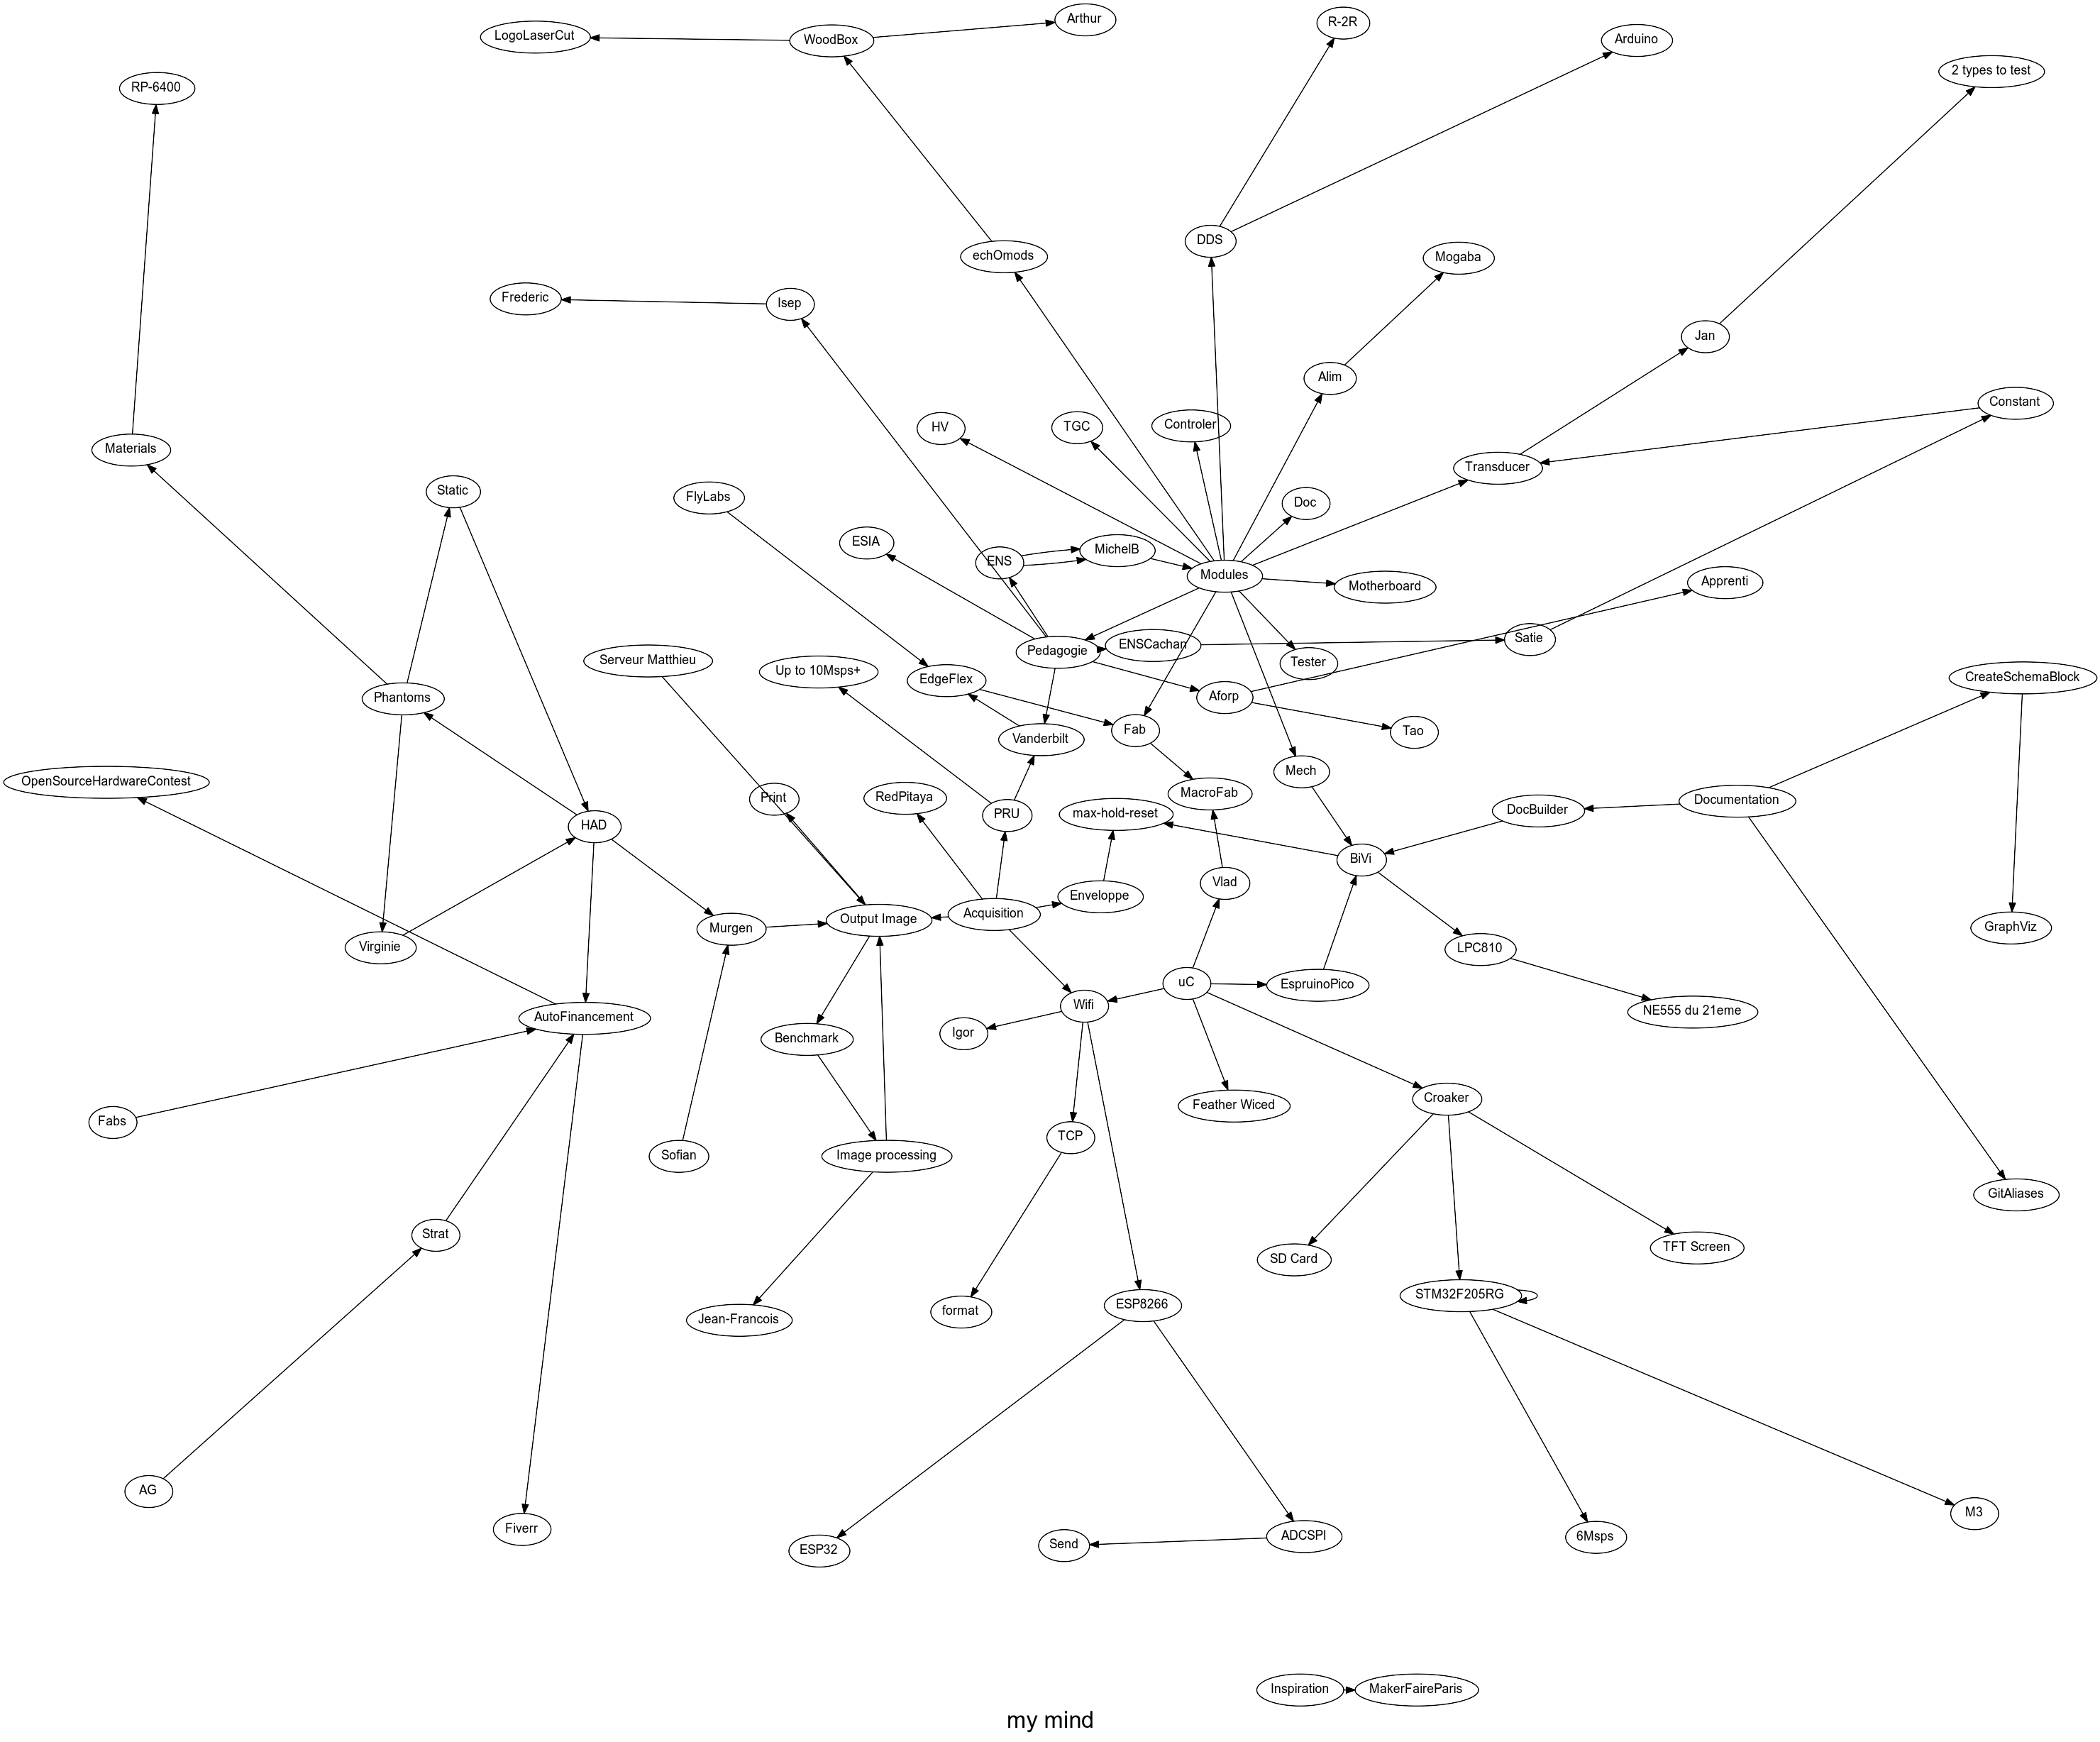 Arthur
R-2R
LogoLaserCut
WoodBox
Arduino
2 types to test
RP-6400
DDS
echOmods
Mogaba
Frederic
Isep
Jan
Alim
Constant
HV
TGC
Controler
Materials
Transducer
Static
FlyLabs
Doc
ESIA
MichelB
ENS
Modules
Motherboard
Apprenti
Satie
ENSCachan
Pedagogie
Serveur Matthieu
Tester
Up to 10Msps+
EdgeFlex
CreateSchemaBlock
Phantoms
Aforp
Fab
Tao
Vanderbilt
Mech
OpenSourceHardwareContest
Print
RedPitaya
MacroFab
Documentation
DocBuilder
PRU
max-hold-reset
HAD
BiVi
Vlad
Enveloppe
Acquisition
Output Image
Murgen
GraphViz
Virginie
LPC810
uC
EspruinoPico
Wifi
NE555 du 21eme
AutoFinancement
Igor
Benchmark
Croaker
Feather Wiced
Fabs
TCP
Sofian
Image processing
GitAliases
Strat
TFT Screen
SD Card
STM32F205RG
ESP8266
format
Jean-Francois
AG
M3
Fiverr
ADCSPI
6Msps
Send
ESP32
Inspiration
MakerFaireParis
my mind